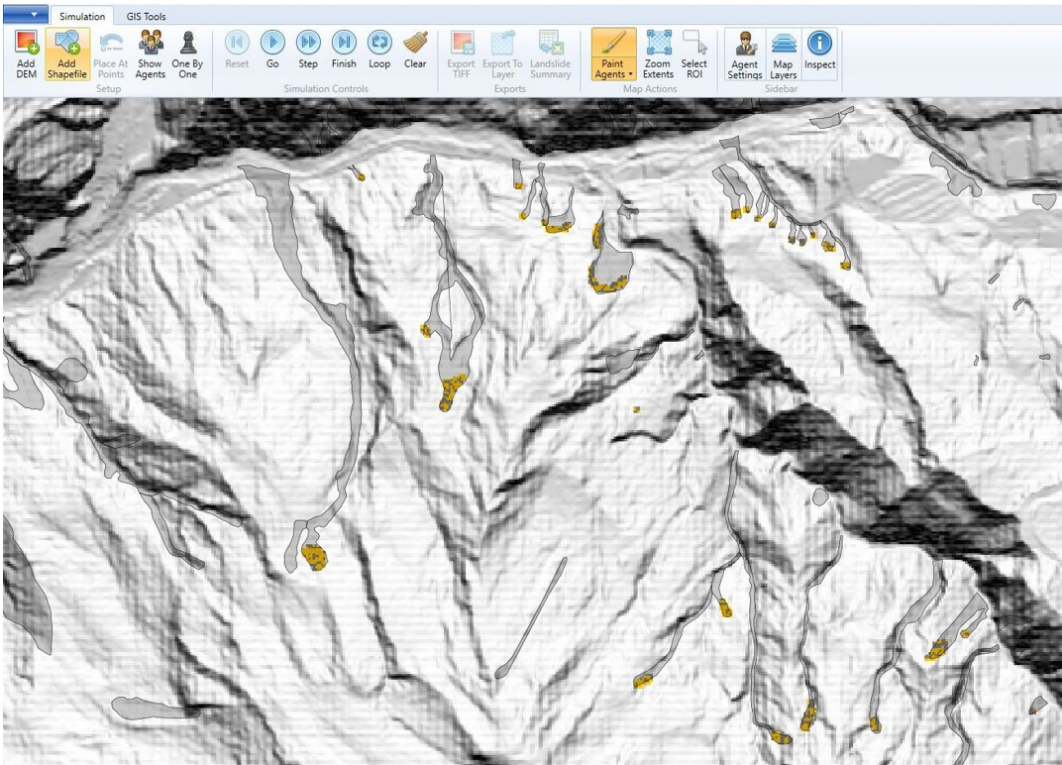 Simulation GIS Tools
Add DEM
Add Shapefile
Place At Points
Show Agents
One By One
Setup
Reset
Go
Step
Finish
Loop
Clear
Simulation Controls
Export TIFF
Export To Layer
Landslide Summary
Exports
Paint Agents
Zoom Extents
Select ROI
Map Actions
Agent Settings
Map Layers
Inspect
Sidebar